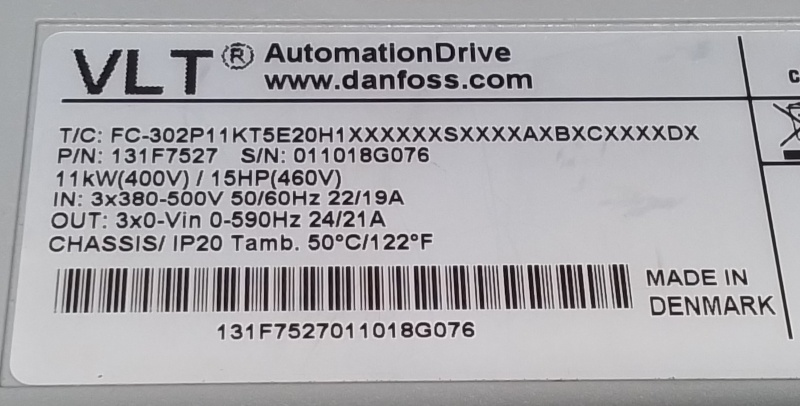 VLT® AutomationDrive
www.danfoss.com
T/C: FC-302P11KT5E20H1XXXXXXSXXXXAXBXCXXXXDX
P/N: 131F7527 S/N: 011018G076
11kW(400V) / 15HP(460V)
IN: 3x380-500V 50/60Hz 22/19A
OUT: 3x0-Vin 0-590Hz 24/21A
CHASSIS/ IP20 Tamb. 50°C/122°F
MADE IN
DENMARK
131F7527011018G076